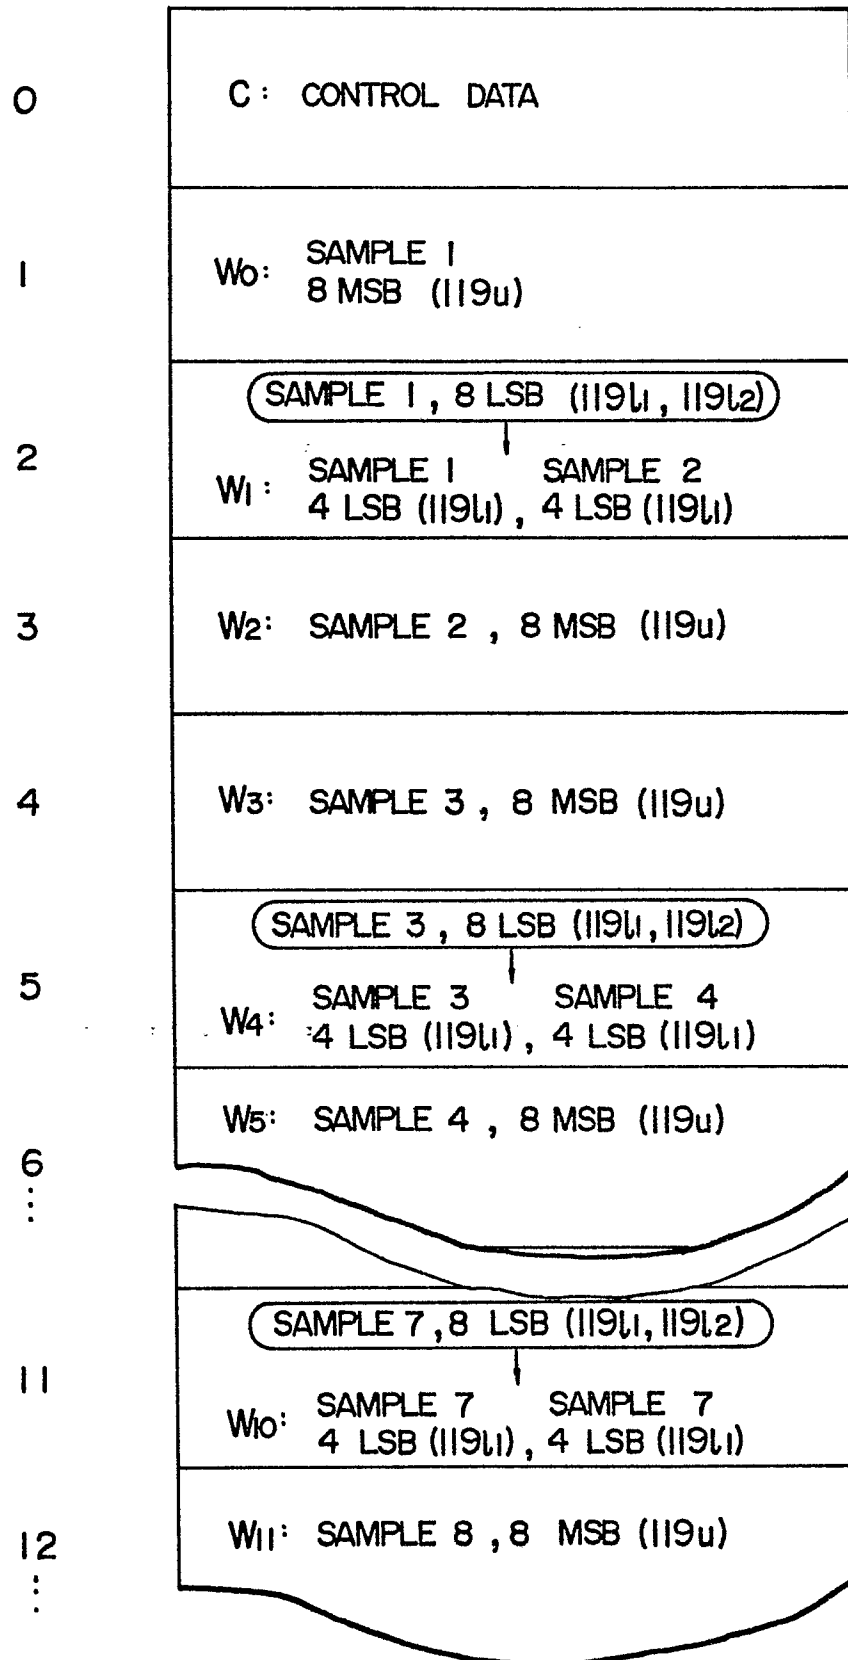 0
C: CONTROL DATA
1
W0: SAMPLE 1
8 MSB (119u)
SAMPLE 1, 8 LSB (119l1, 119l2)
2
W1: SAMPLE 1 SAMPLE 2
4 LSB (119l1), 4 LSB (119l1)
3
W2: SAMPLE 2, 8 MSB (119u)
4
W3: SAMPLE 3, 8 MSB (119u)
SAMPLE 3, 8 LSB (119l1, 119l2)
5
W4: SAMPLE 3 SAMPLE 4
4 LSB (119l1), 4 LSB (119l1)
W5: SAMPLE 4, 8 MSB (119u)
6
⋮
SAMPLE 7, 8 LSB (119l1, 119l2)
11
W10: SAMPLE 7 SAMPLE 7
4 LSB (119l1), 4 LSB (119l1)
W11: SAMPLE 8, 8 MSB (119u)
12
⋮